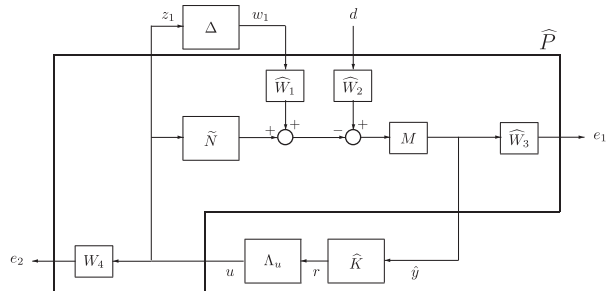 z₁ Δ w₁ d
P̂
Ŵ₁ Ŵ₂
Ñ + + − + M Ŵ₃ e₁
e₂ W₄ u Λᵤ r K̂ ŷ